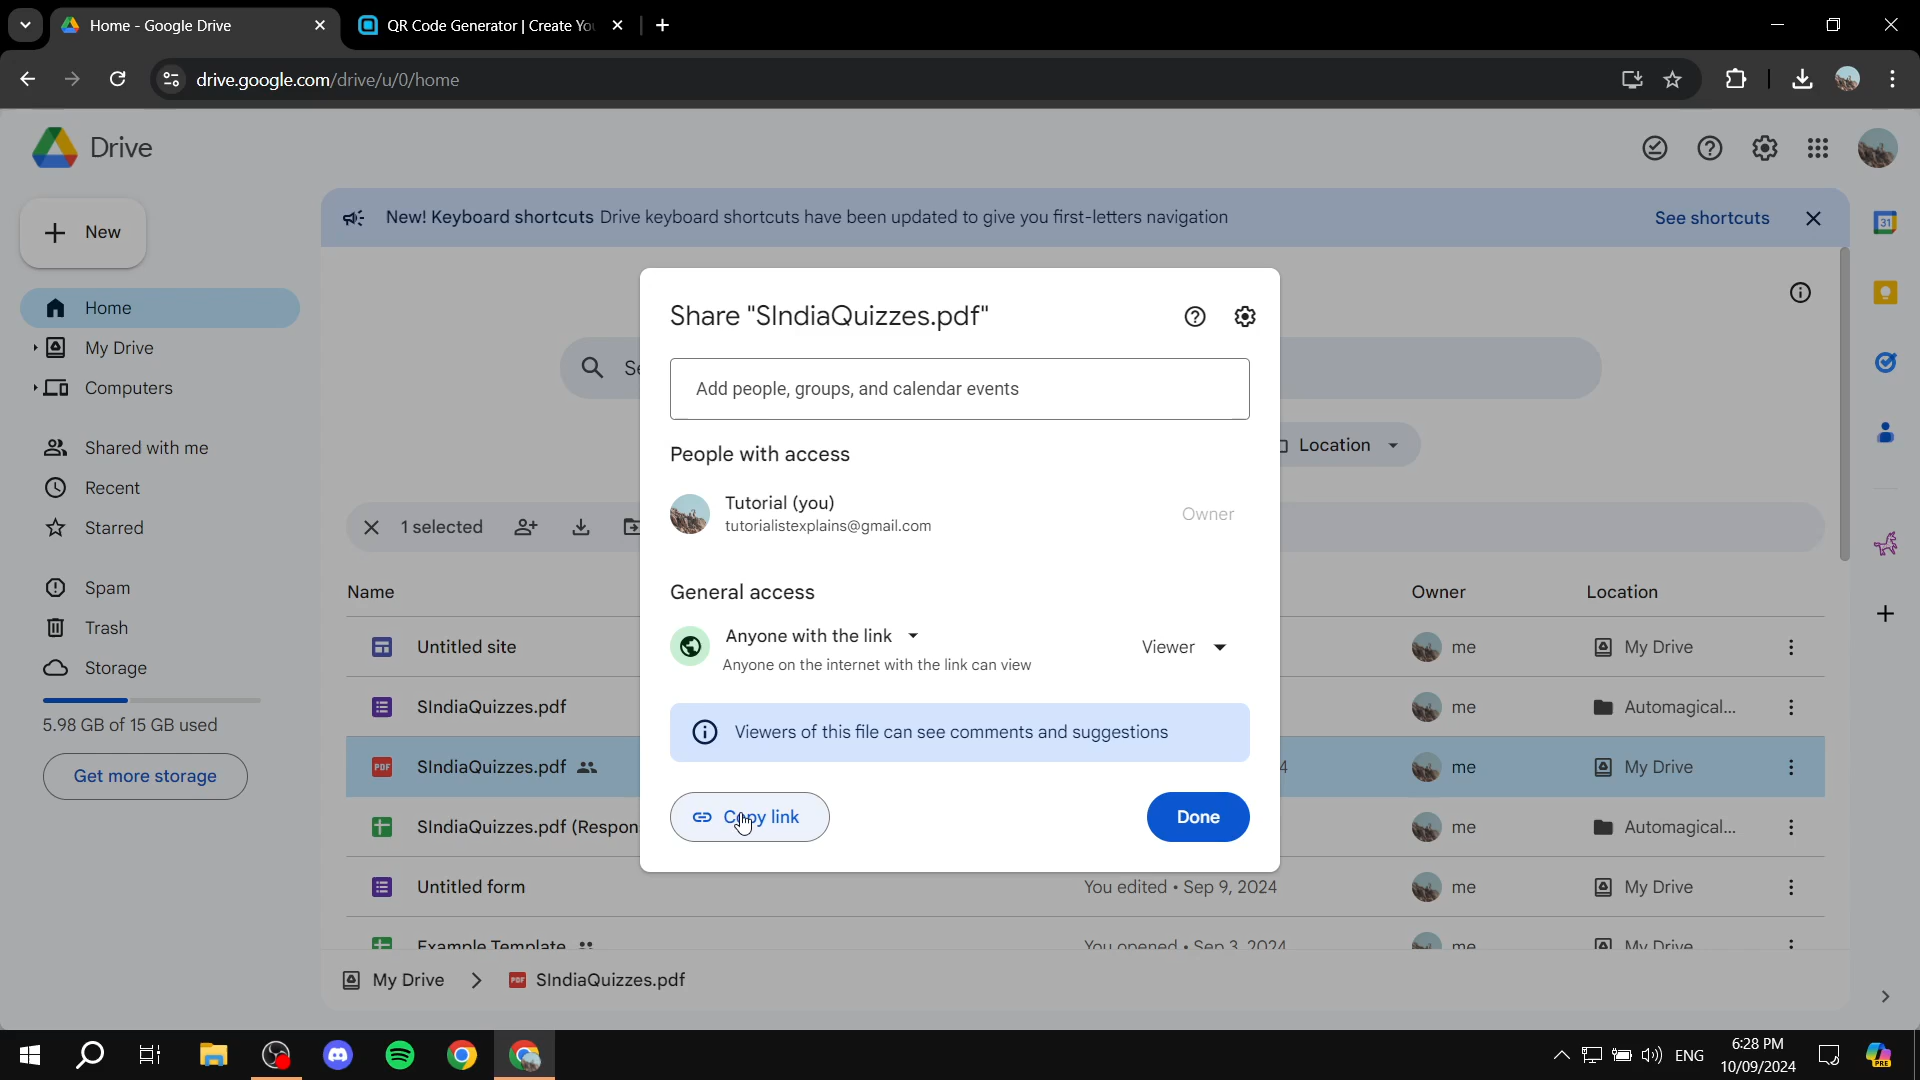 Home - Google Drive
QR Code Generator | Create Yo
drive.google.com/drive/u/0/home
Drive
New
New! Keyboard shortcuts Drive keyboard shortcuts have been updated to give you first-letters navigation
See shortcuts
Home
My Drive
Computers
Shared with me
Recent
Starred
Spam
Trash
Storage
5.98 GB of 15 GB used
Get more storage
Location
1 selected
Name
Owner
Location
Untitled site
me
My Drive
SIndiaQuizzes.pdf
me
Automagical...
PDF
SIndiaQuizzes.pdf
4
me
My Drive
SIndiaQuizzes.pdf (Respon
me
Automagical...
Untitled form
You edited • Sep 9, 2024
me
My Drive
Example Template
You opened • Sep 3, 2024
me
My Drive
My Drive
PDF
SIndiaQuizzes.pdf
Share "SIndiaQuizzes.pdf"
Add people, groups, and calendar events
People with access
Tutorial (you)
tutorialistexplains@gmail.com
Owner
General access
Anyone with the link
Anyone on the internet with the link can view
Viewer
Viewers of this file can see comments and suggestions
Copy link
Done
31
ENG
6:28 PM
10/09/2024
PRE